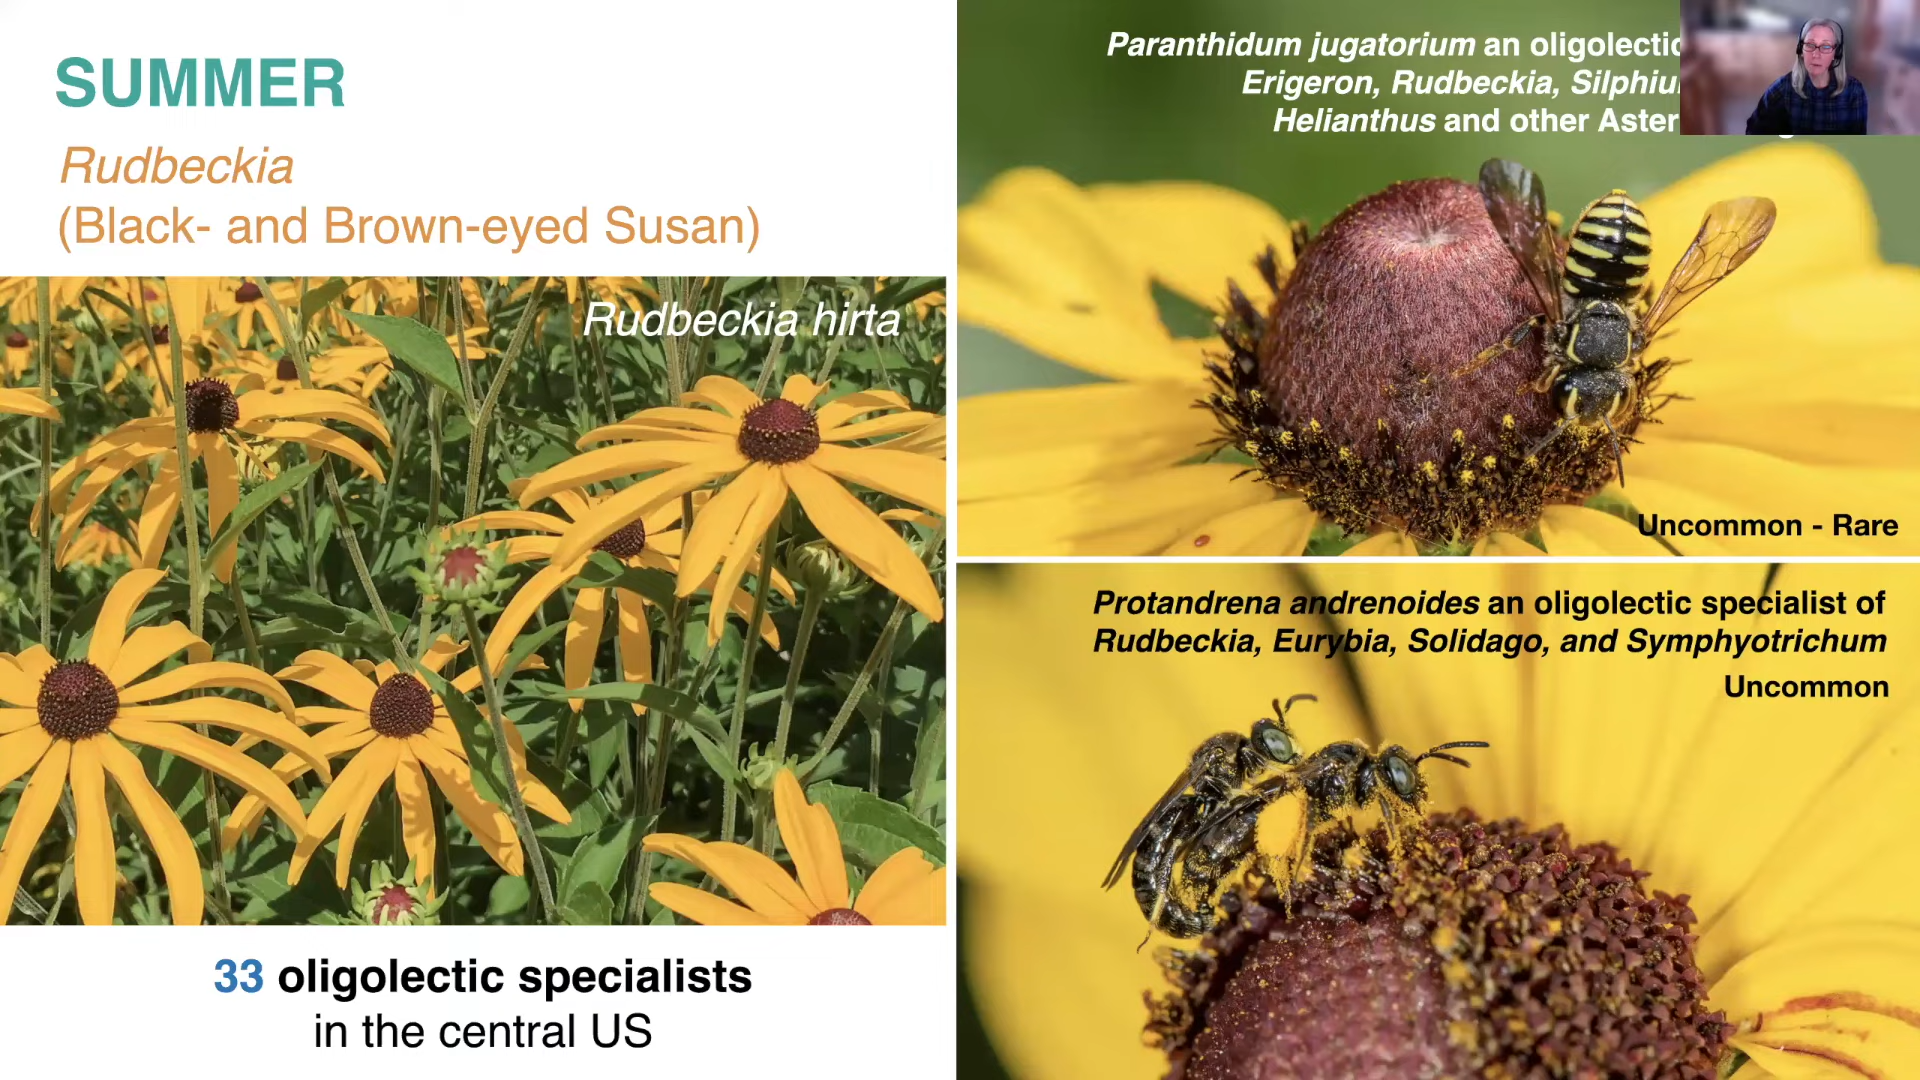 SUMMER
Rudbeckia
(Black- and Brown-eyed Susan)
Rudbeckia hirta
33 oligolectic specialists
in the central US
Paranthidum jugatorium an oligolectic
Erigeron, Rudbeckia,
Helianthus and other
Uncommon - Rare
Protandrena andrenoides an oligolectic specialist of
Rudbeckia, Eurybia, Solidago, and Symphyotrichum
Uncommon